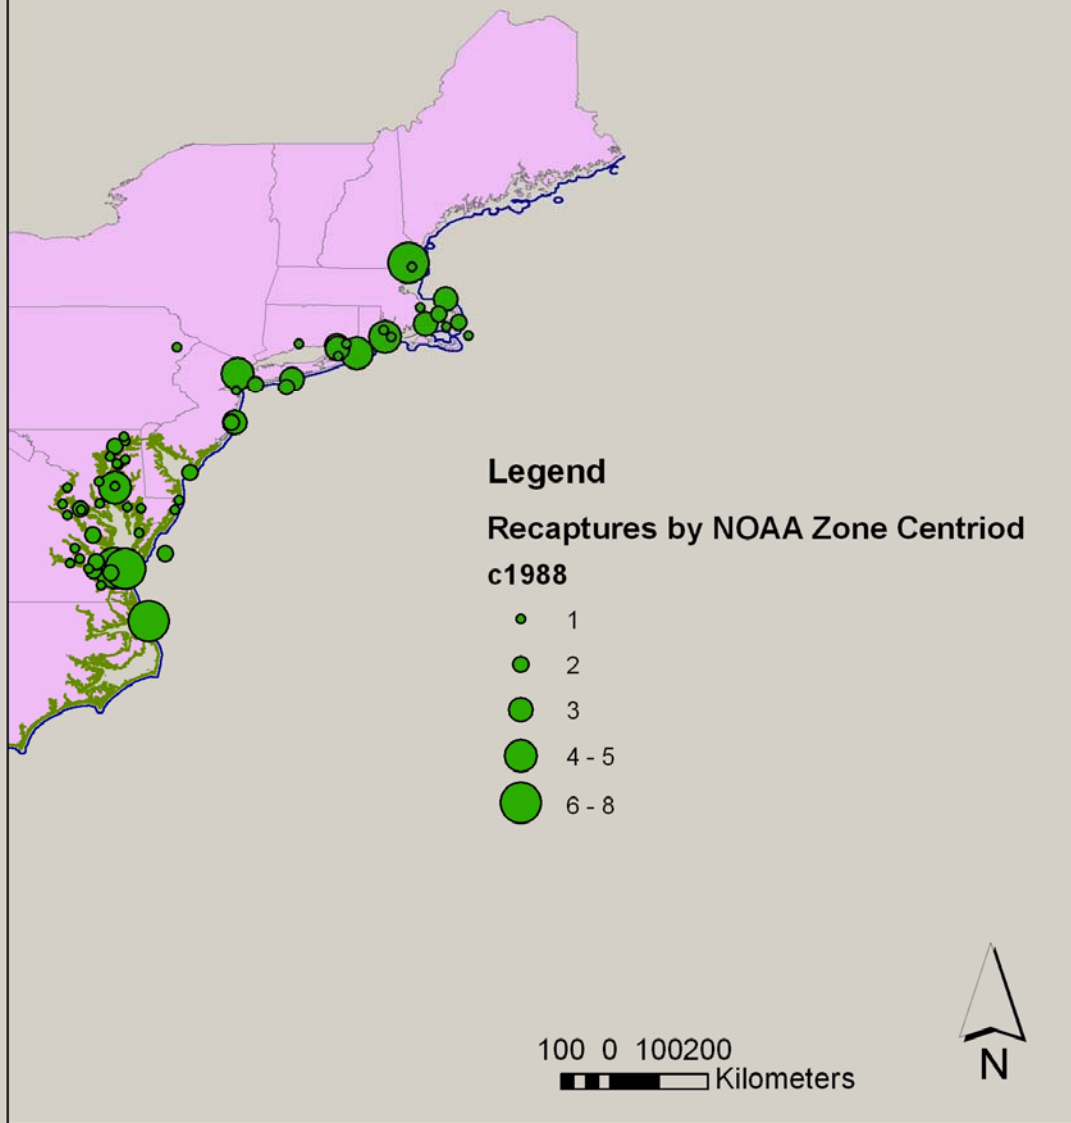 Legend
Recaptures by NOAA Zone Centriod
c1988
1
2
3
4 - 5
6 - 8
100 0 100200
Kilometers
N